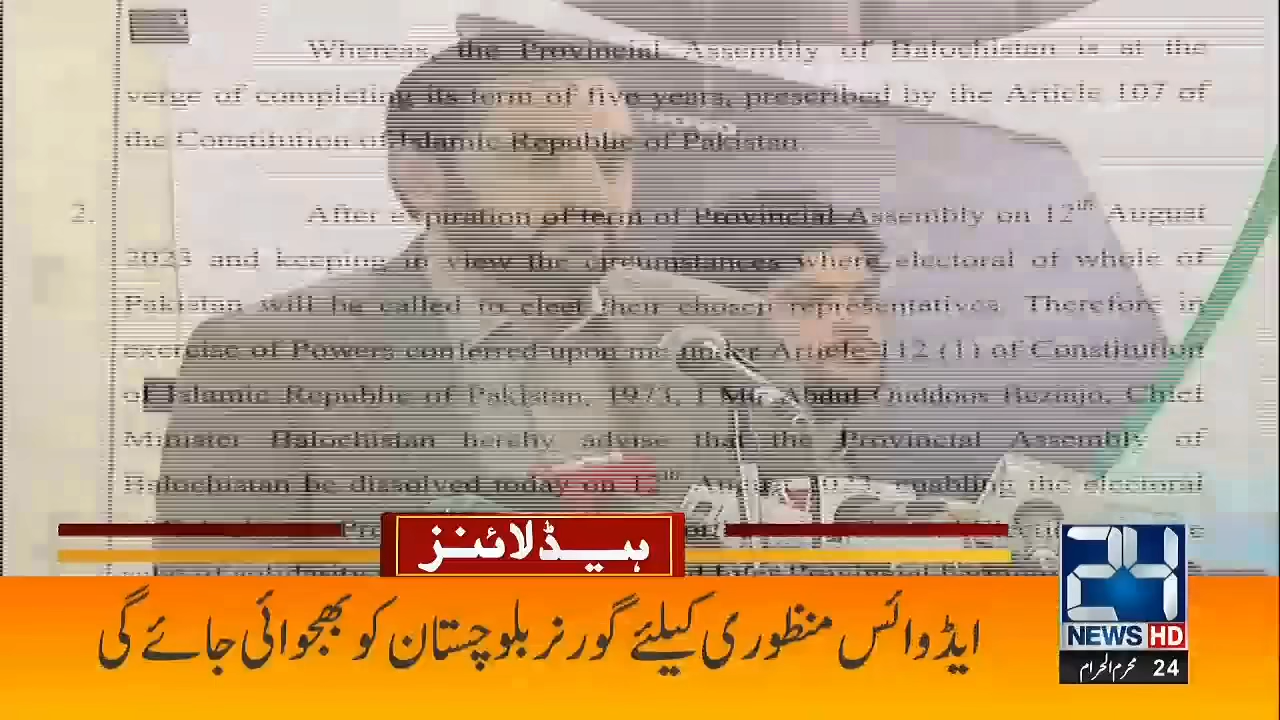 Whereas, the Provincial Assembly of Balochistan is at the
verge of completing its term of five years, prescribed by the Article 107 of
the Constitution of Islamic Republic of Pakistan.
2. After expiration of term of Provincial Assembly on 12th August
2023 and keeping in view the circumstances where electoral of whole of
Pakistan will be called to elect their chosen representatives. Therefore in
exercise of Powers conferred upon me under Article 112 (1) of Constitution
of Islamic Republic of Pakistan, 1973, I Mir Abdul Quddous Bezinjo, Chief
Minister Balochistan hereby advise that the Provincial Assembly of
Balochistan be dissolved today on enabling the electoral
ہیڈلائنز
ایڈوائس منظوری کیلئے گورنر بلوچستان کو بھجوائی جائے گی
24
NEWS HD
24 محرم الحرام